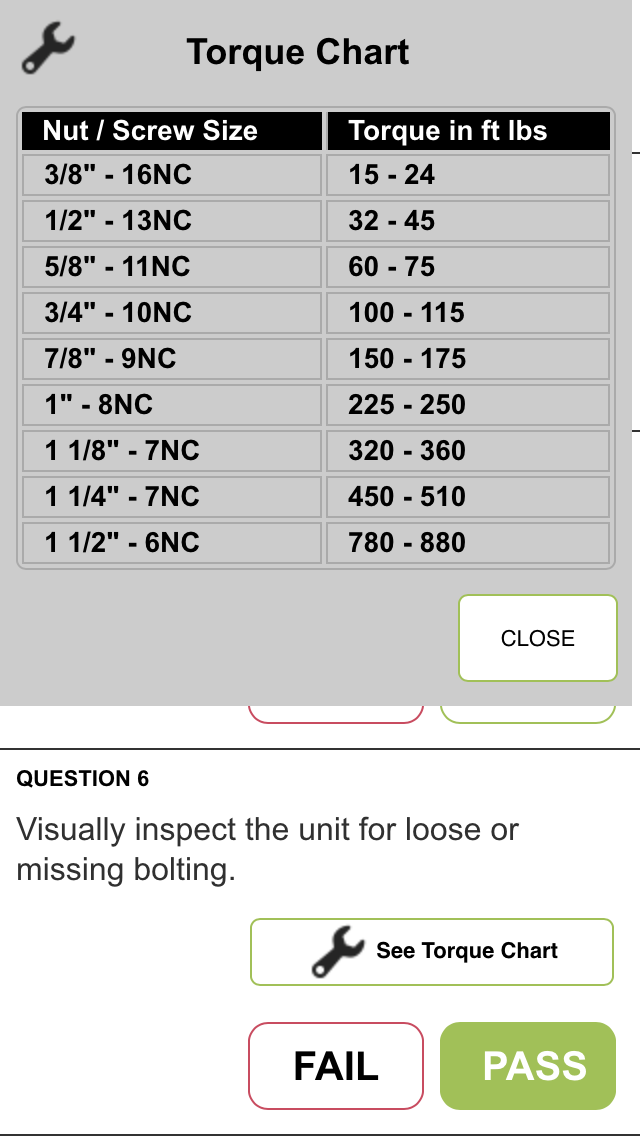 Torque Chart
Nut / Screw Size Torque in ft lbs
3/8" - 16NC 15 - 24
1/2" - 13NC 32 - 45
5/8" - 11NC 60 - 75
3/4" - 10NC 100 - 115
7/8" - 9NC 150 - 175
1" - 8NC 225 - 250
1 1/8" - 7NC 320 - 360
1 1/4" - 7NC 450 - 510
1 1/2" - 6NC 780 - 880
CLOSE
QUESTION 6
Visually inspect the unit for loose or
missing bolting.
See Torque Chart
FAIL PASS